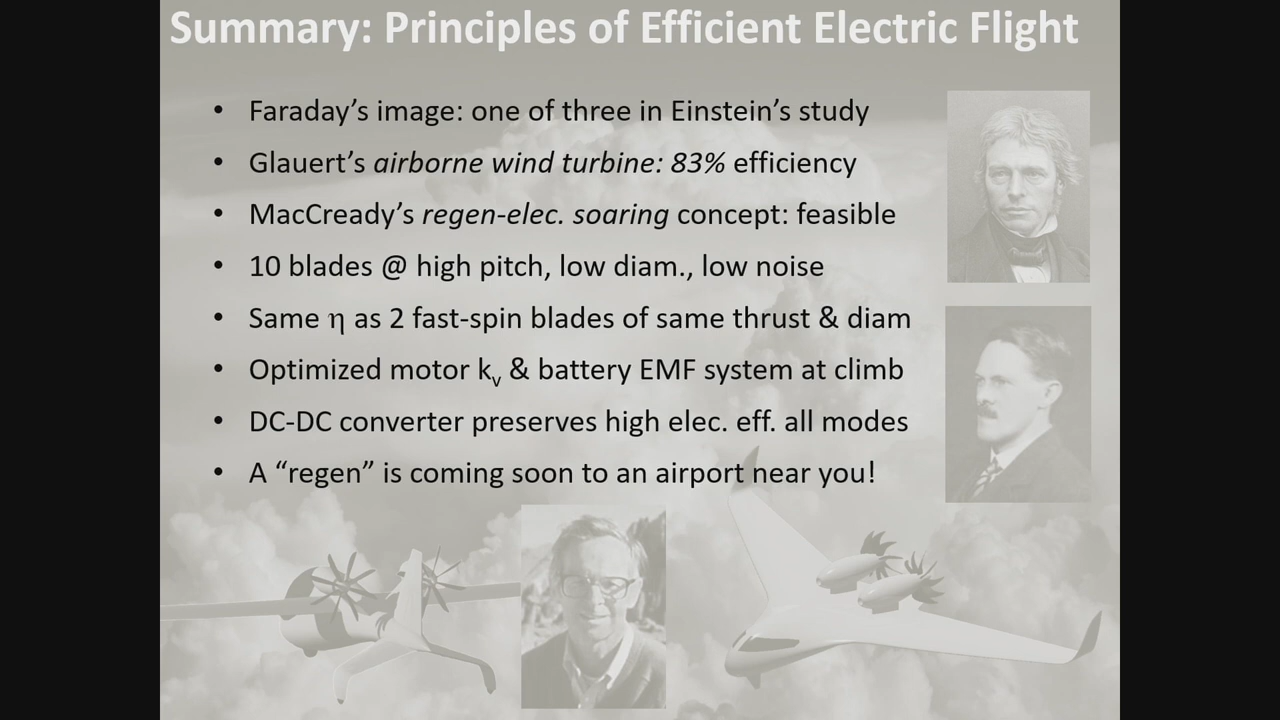 Summary: Principles of Efficient Electric Flight
• Faraday’s image: one of three in Einstein’s study
• Glauert’s airborne wind turbine: 83% efficiency
• MacCready’s regen-elec. soaring concept: feasible
• 10 blades @ high pitch, low diam., low noise
• Same η as 2 fast-spin blades of same thrust & diam
• Optimized motor kv & battery EMF system at climb
• DC-DC converter preserves high elec. eff. all modes
• A “regen” is coming soon to an airport near you!